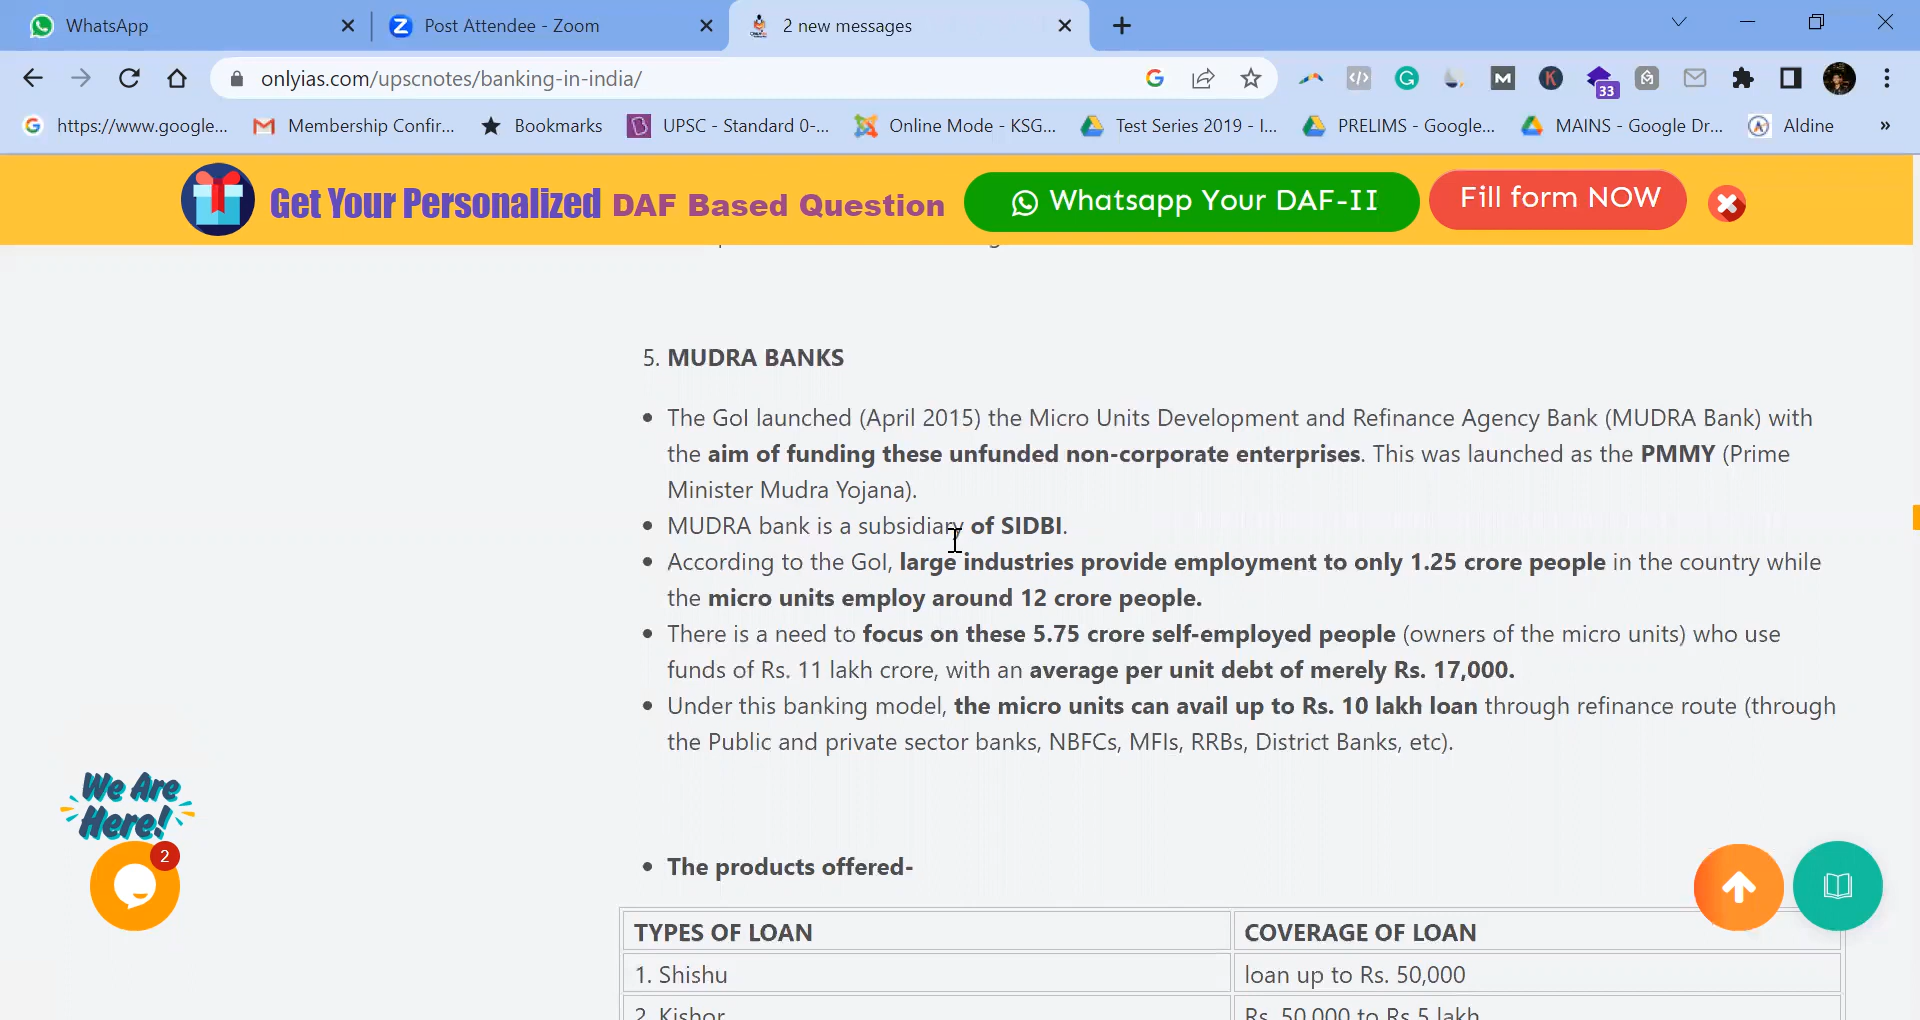 WhatsApp
Post Attendee - Zoom
2 new messages
onlyias.com/upscnotes/banking-in-india/
33
https://www.google...
Membership Confir...
Bookmarks
UPSC - Standard 0-...
Online Mode - KSG...
Test Series 2019 - I...
PRELIMS - Google...
MAINS - Google Dr...
Aldine
»
Get Your Personalized DAF Based Question
Whatsapp Your DAF-II
Fill form NOW
5. MUDRA BANKS
• The GoI launched (April 2015) the Micro Units Development and Refinance Agency Bank (MUDRA Bank) with
the aim of funding these unfunded non-corporate enterprises. This was launched as the PMMY (Prime
Minister Mudra Yojana).
• MUDRA bank is a subsidiary of SIDBI.
• According to the GoI, large industries provide employment to only 1.25 crore people in the country while
the micro units employ around 12 crore people.
• There is a need to focus on these 5.75 crore self-employed people (owners of the micro units) who use
funds of Rs. 11 lakh crore, with an average per unit debt of merely Rs. 17,000.
• Under this banking model, the micro units can avail up to Rs. 10 lakh loan through refinance route (through
the Public and private sector banks, NBFCs, MFIs, RRBs, District Banks, etc).
We Are
Here!
2
• The products offered-
TYPES OF LOAN
COVERAGE OF LOAN
1. Shishu
loan up to Rs. 50,000
2. Kishor
Rs. 50,000 to Rs 5 lakh